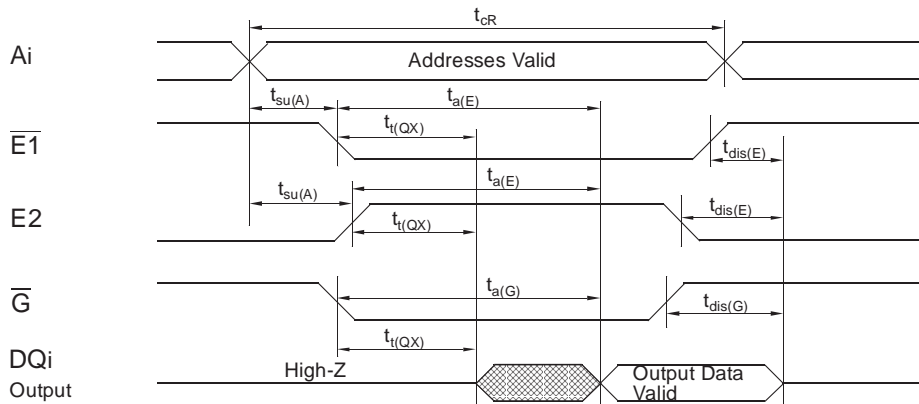 tcR
Ai
Addresses Valid
tsu(A)
ta(E)
E1
tt(QX)
tdis(E)
tsu(A)
ta(E)
E2
tt(QX)
tdis(E)
G
ta(G)
tdis(G)
tt(QX)
DQi
Output
High-Z
Output Data
Valid